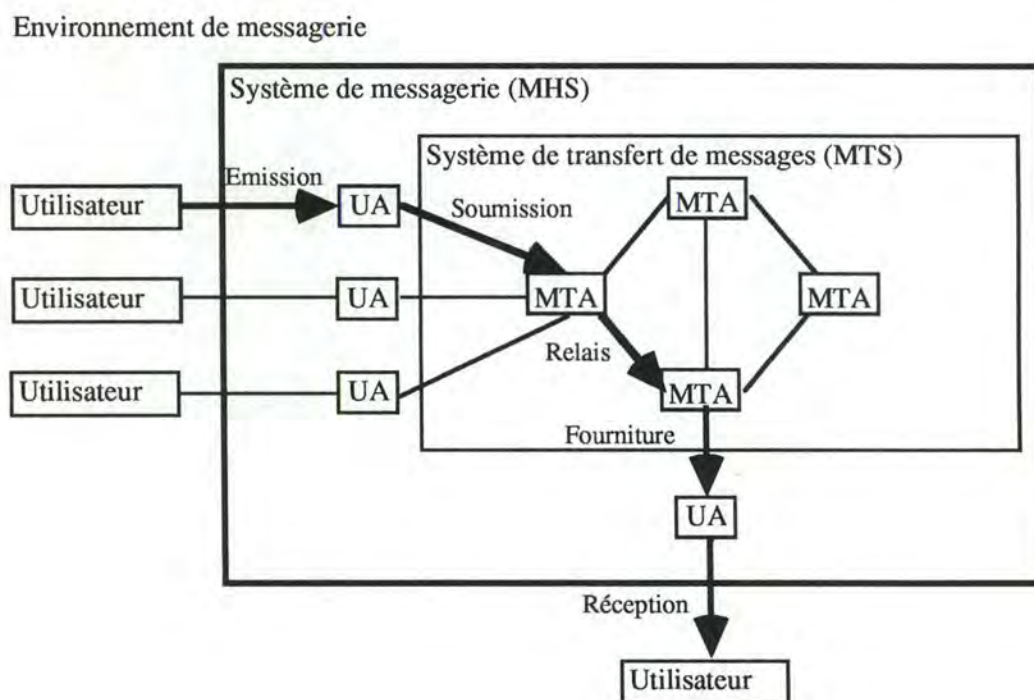 Environnement de messagerie
Système de messagerie (MHS)
Système de transfert de messages (MTS)
Emission
Utilisateur
UA
Soumission
MTA
Utilisateur
UA
MTA
MTA
Relais
Utilisateur
UA
MTA
Fourniture
UA
Réception
Utilisateur